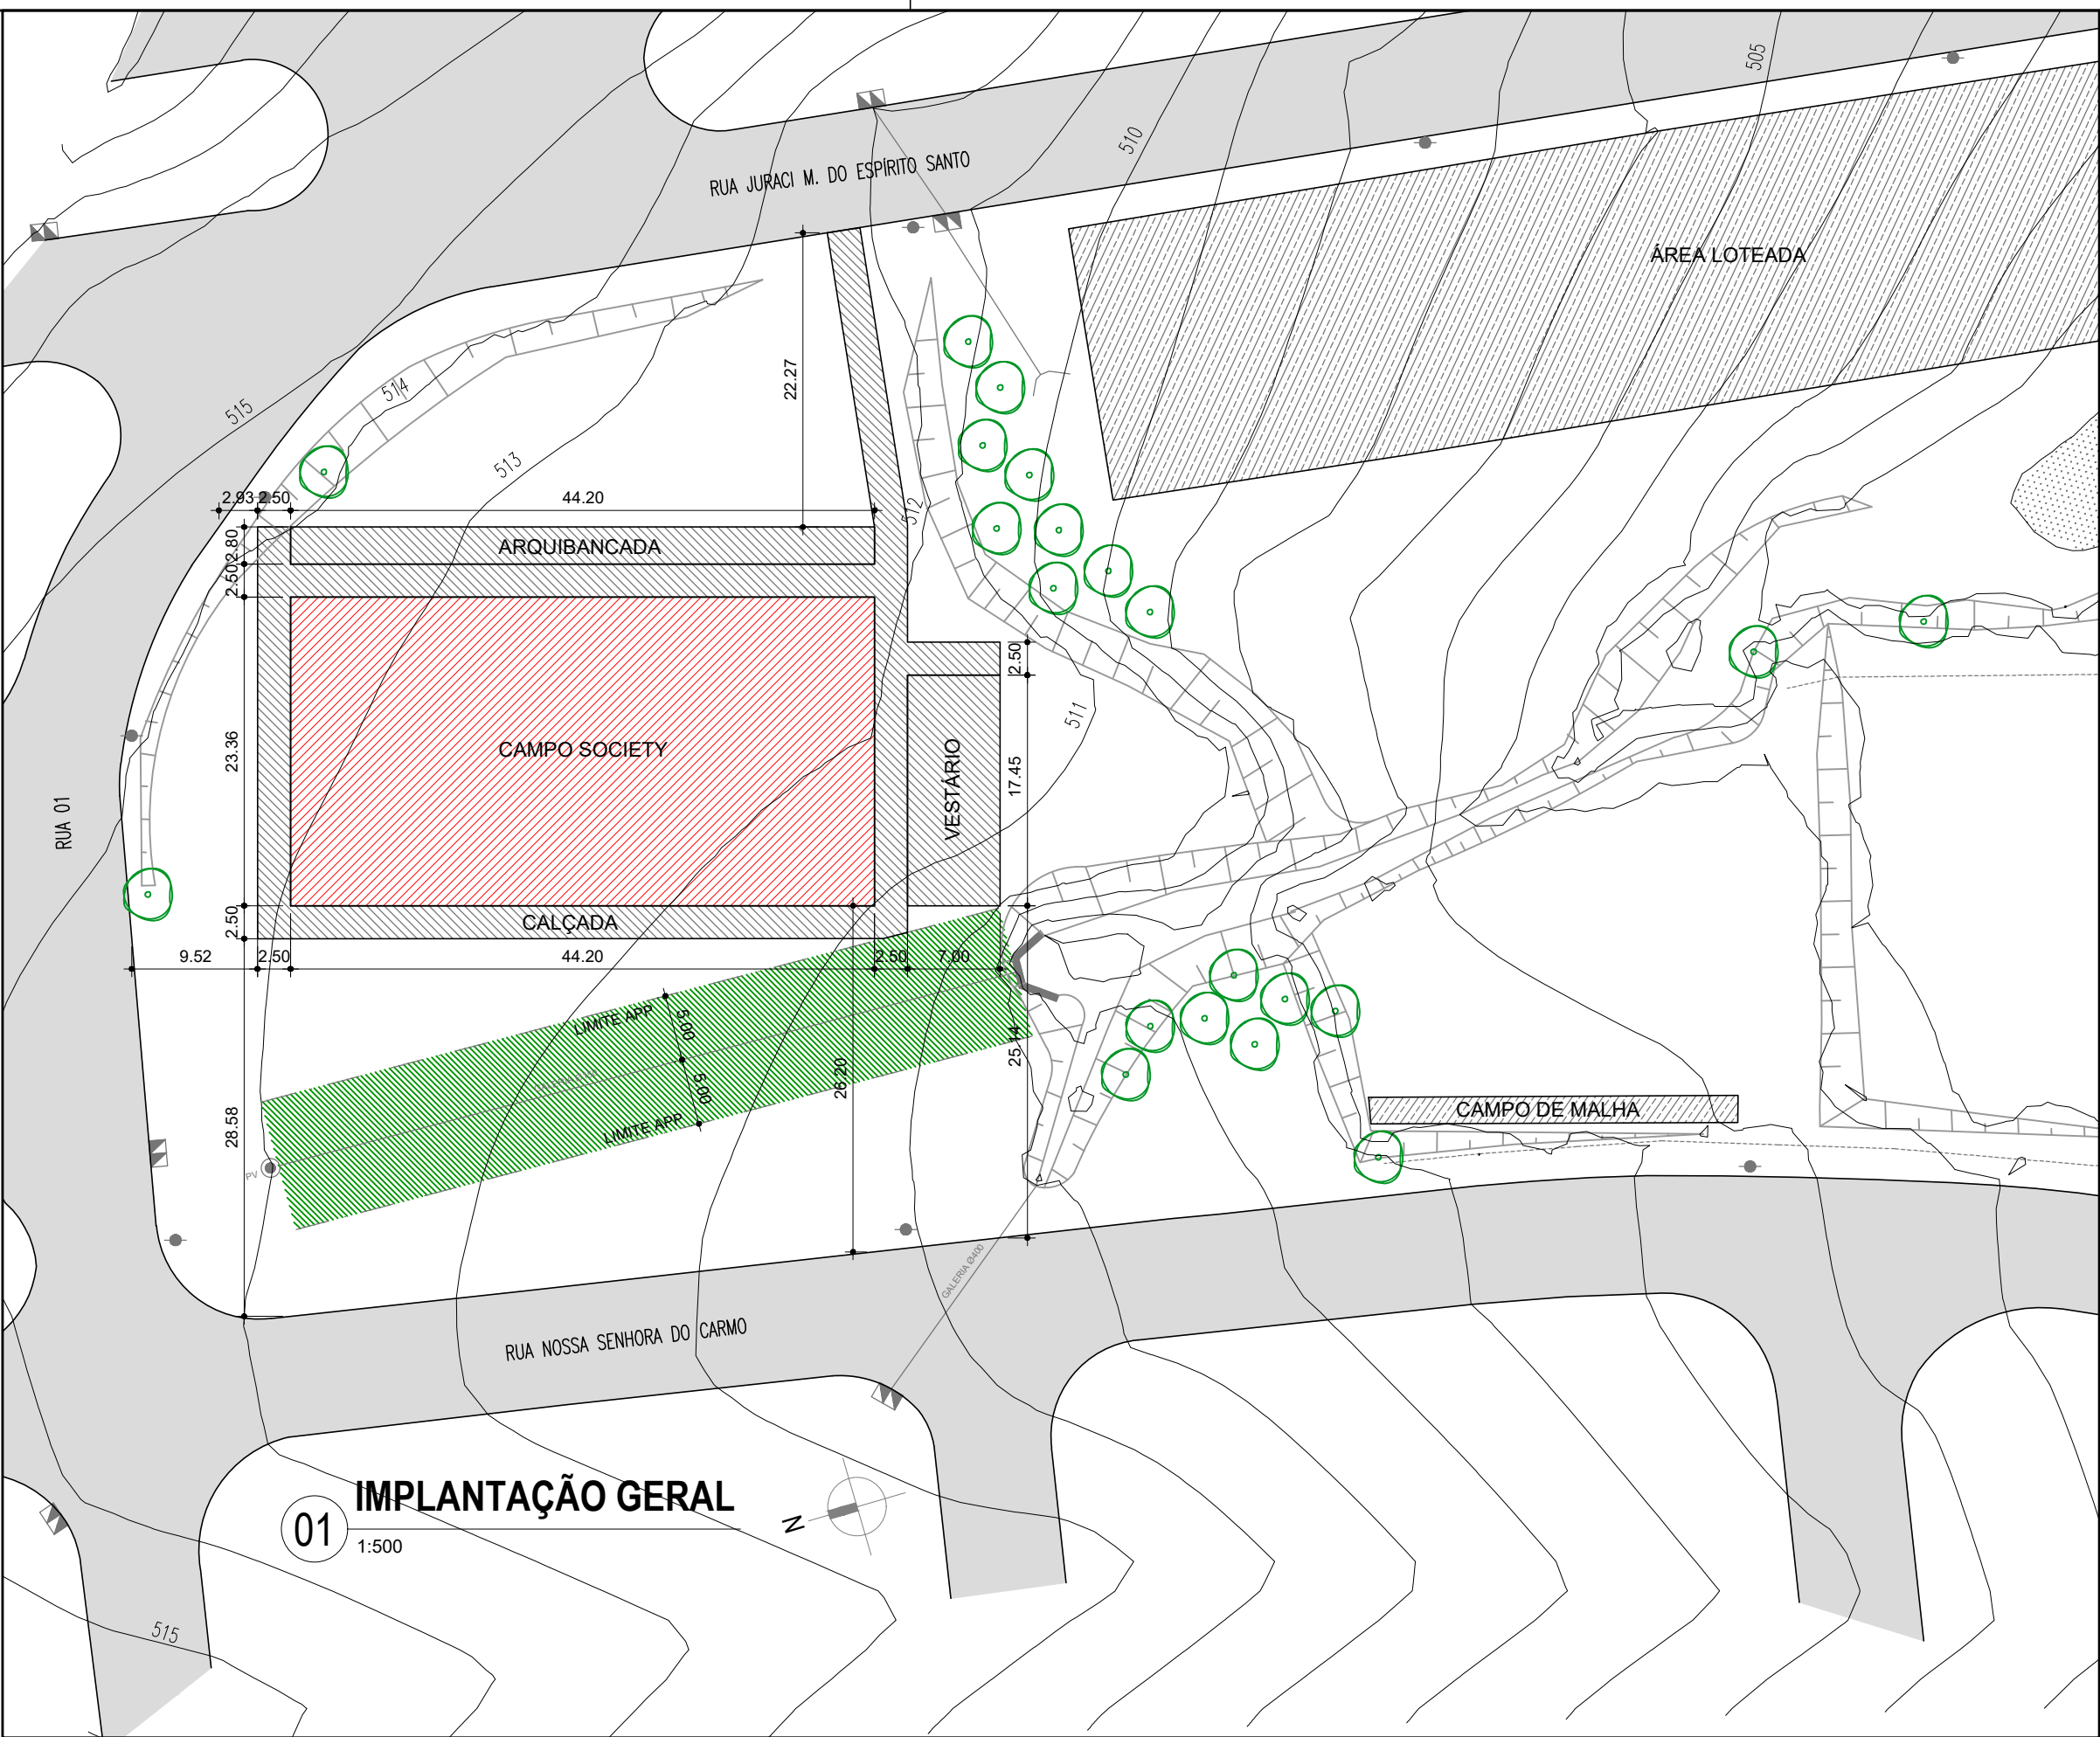 505
510
RUA JURACI M. DO ESPÍRITO SANTO
ÁREA LOTEADA
22.27
514
515
513
2.93
2.50
44.20
512
2.80
ARQUIBANCADA
2.50
2.50
511
23.36
CAMPO SOCIETY
VESTÁRIO
17.45
RUA 01
2.50
CALÇADA
9.52
2.50
44.20
2.50
7.00
LIMITE APP
5.00
25.14
26.20
5.00
28.58
LIMITE APP
CAMPO DE MALHA
PV
GALERIA Ø400
RUA NOSSA SENHORA DO CARMO
IMPLANTAÇÃO GERAL
01
1:500
N
515